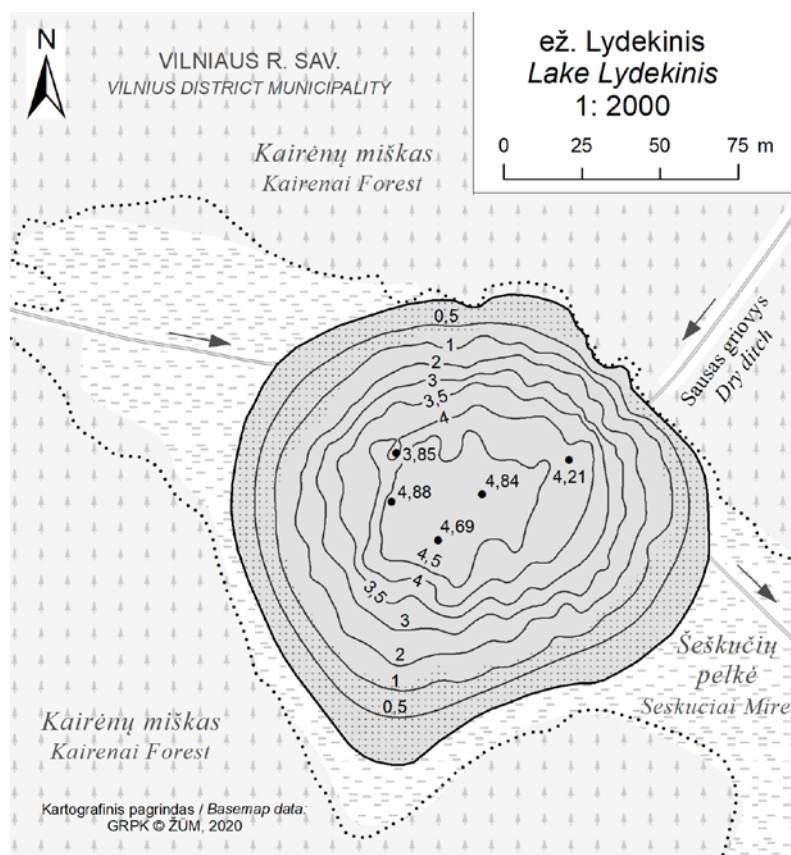 N
VILNIAUS R. SAV.
VILNIUS DISTRICT MUNICIPALITY
ež. Lydekinis
Lake Lydekinis
1: 2000
0 25 50 75 m
Kairėnų miškas
Kairenai Forest
Sausas griovys
Dry ditch
0,5
1
2
3
3,5
4
3,85
4,21
4,88
4,84
4,69
4,5
4
3,5
3
2
1
0,5
Šeškučių
pelkė
Seskuciai Mire
Kairėnų miškas
Kairenai Forest
Kartografinis pagrindas / Basemap data:
GRPK © ŽŪM, 2020